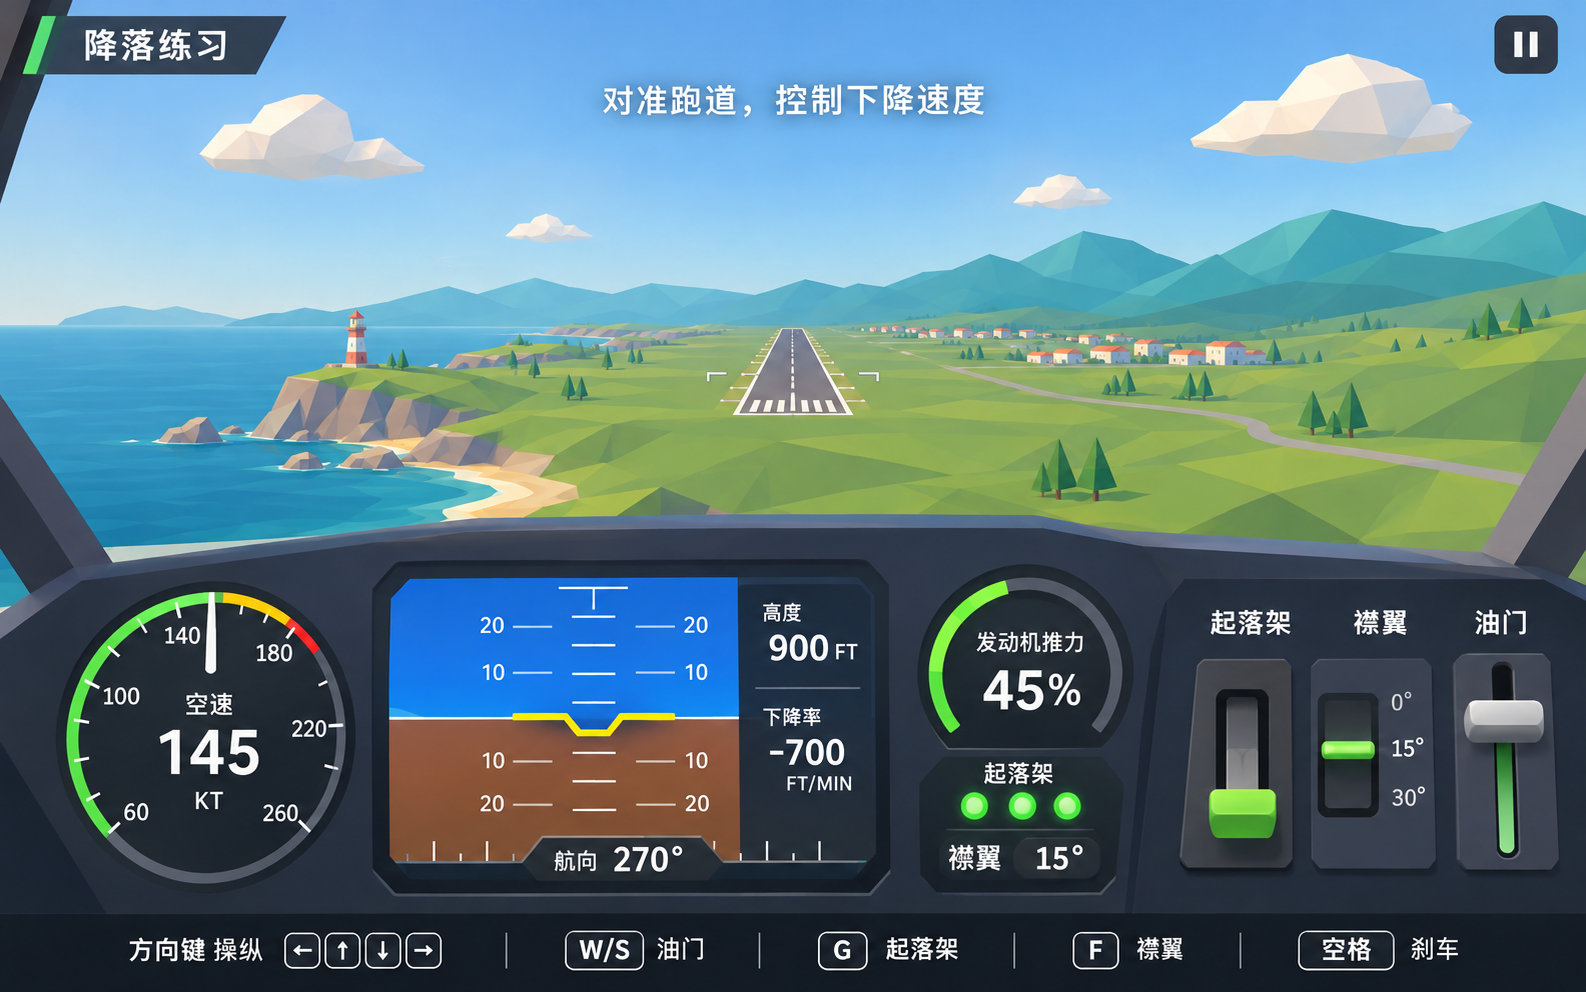 降落练习
对准跑道，控制下降速度
140
180
100
220
60
260
空速
145
KT
20 20
10 10
10 10
20 20
航向 270°
高度
900 FT
下降率
-700
FT/MIN
发动机推力
45%
起落架
襟翼 15°
起落架 襟翼 油门
0°
15°
30°
方向键 操纵 ← ↑ ↓ →
W/S 油门
G 起落架
F 襟翼
空格 刹车